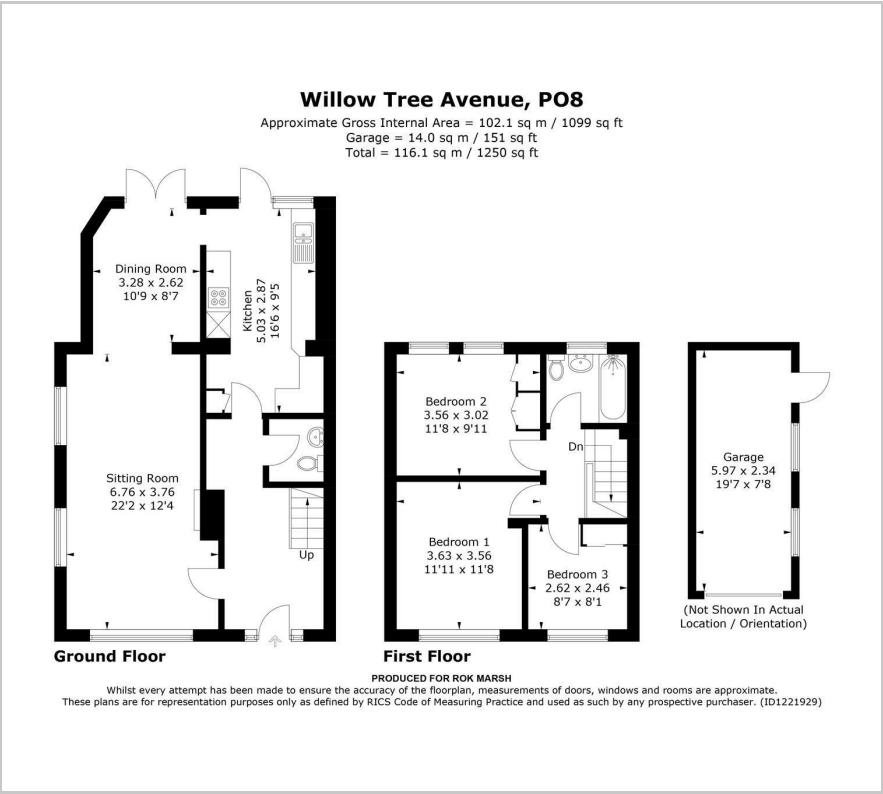 Willow Tree Avenue, PO8
Approximate Gross Internal Area = 102.1 sq m / 1099 sq ft
Garage = 14.0 sq m / 151 sq ft
Total = 116.1 sq m / 1250 sq ft
Dining Room
3.28 x 2.62
10'9 x 8'7
Kitchen
5.03 x 2.87
16'6 x 9'5
Sitting Room
6.76 x 3.76
22'2 x 12'4
Up
Ground Floor
Bedroom 2
3.56 x 3.02
11'8 x 9'11
Dn
Bedroom 1
3.63 x 3.56
11'11 x 11'8
Bedroom 3
2.62 x 2.46
8'7 x 8'1
First Floor
Garage
5.97 x 2.34
19'7 x 7'8
(Not Shown In Actual
Location / Orientation)
PRODUCED FOR ROK MARSH
Whilst every attempt has been made to ensure the accuracy of the floorplan, measurements of doors, windows and rooms are approximate.
These plans are for representation purposes only as defined by RICS Code of Measuring Practice and used as such by any prospective purchaser. (ID1221929)